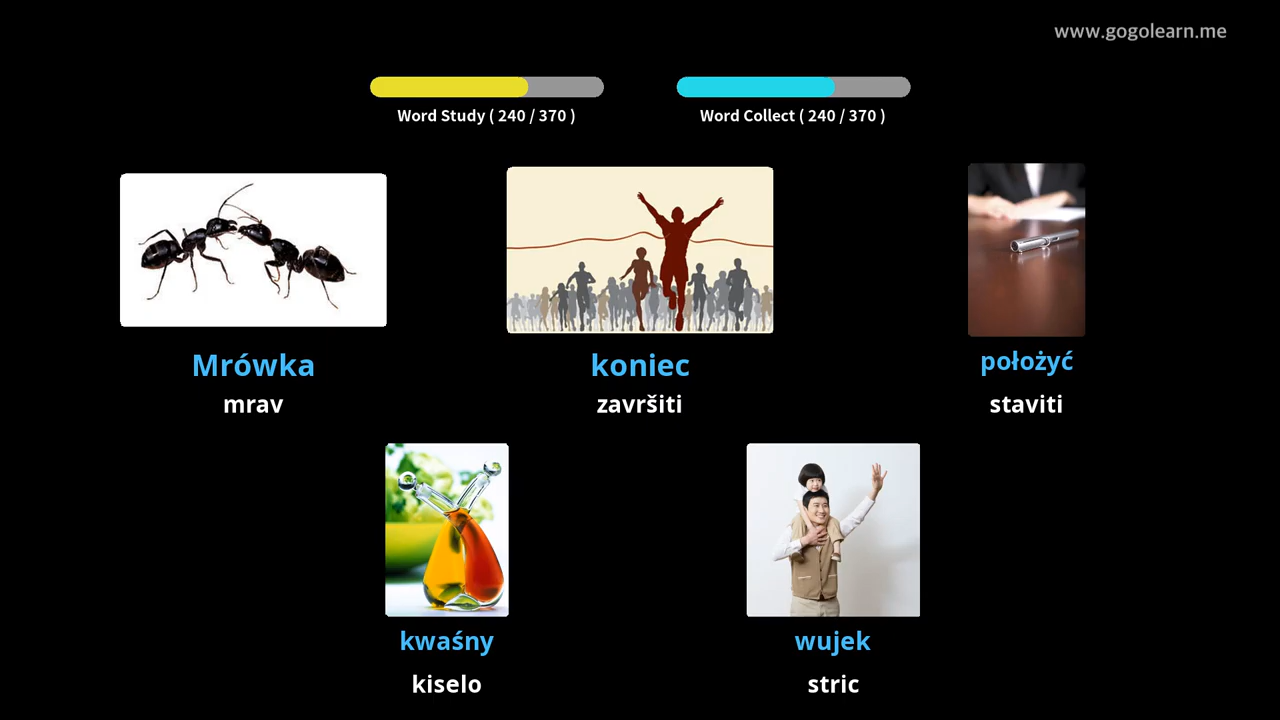 www.gogolearn.me
Word Study ( 240 / 370 )
Word Collect ( 240 / 370 )
Mrówka
mrav
koniec
završiti
położyć
staviti
kwaśny
kiselo
wujek
stric